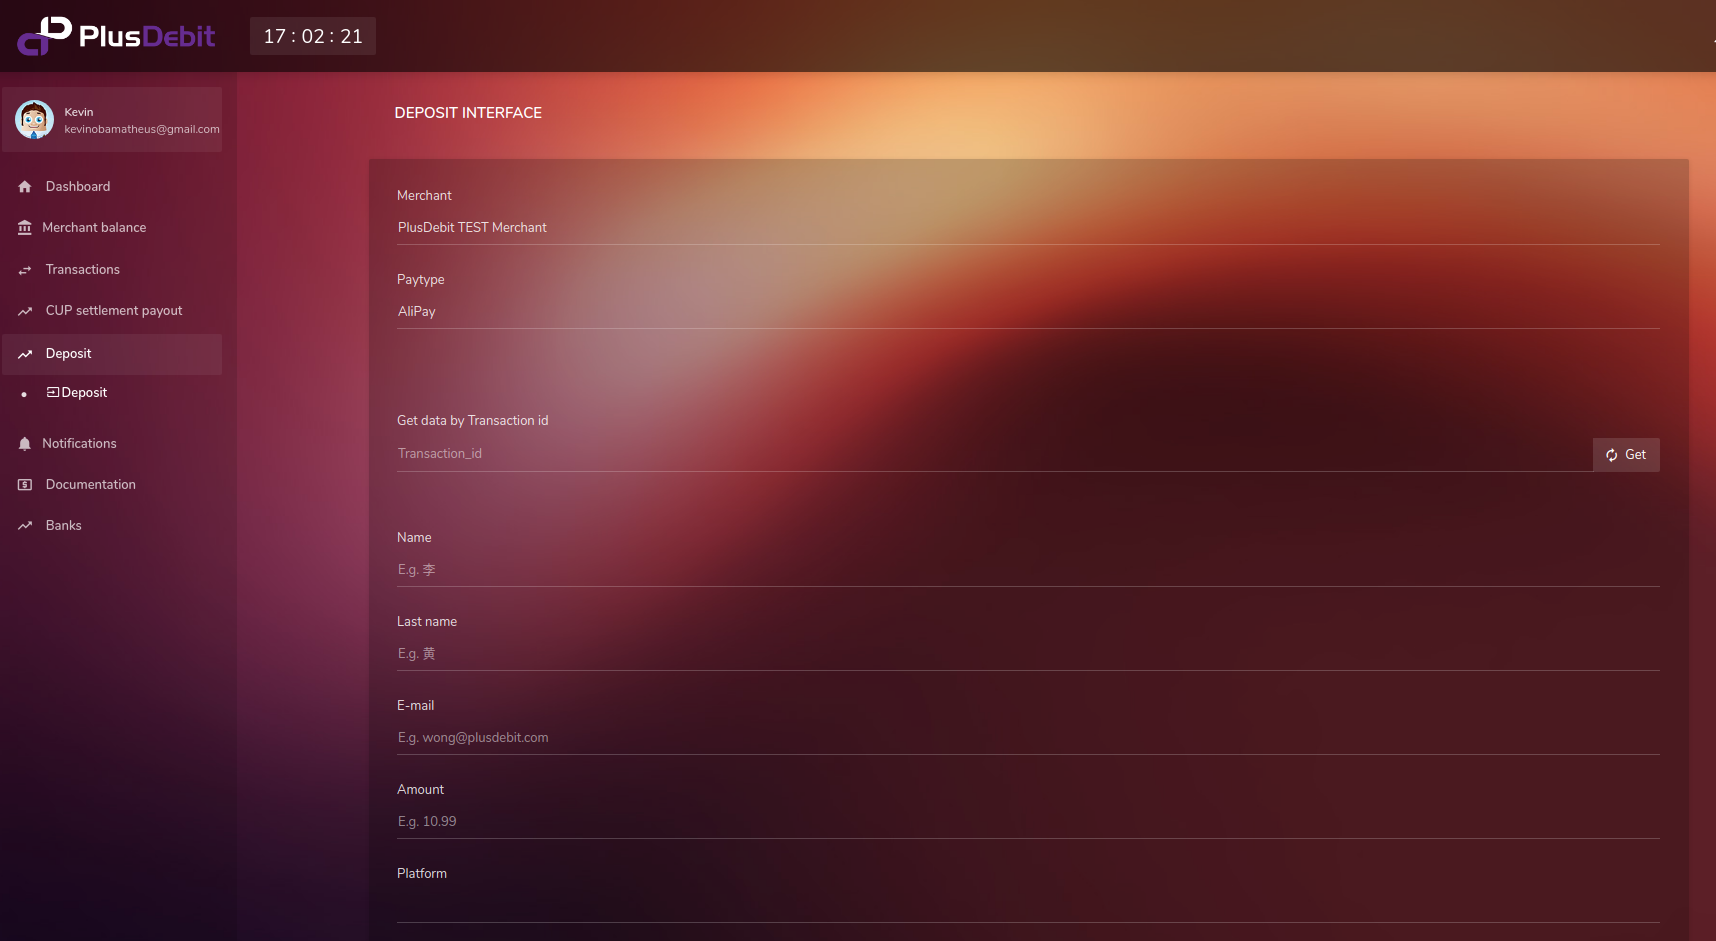 PlusDebit
17 : 02 : 21
Kevin
kevinobamatheus@gmail.com
Dashboard
Merchant balance
Transactions
CUP settlement payout
Deposit
Deposit
Notifications
Documentation
Banks
DEPOSIT INTERFACE
Merchant
PlusDebit TEST Merchant
Paytype
AliPay
Get data by Transaction id
Transaction_id
Get
Name
E.g. 李
Last name
E.g. 黄
E-mail
E.g. wong@plusdebit.com
Amount
E.g. 10.99
Platform